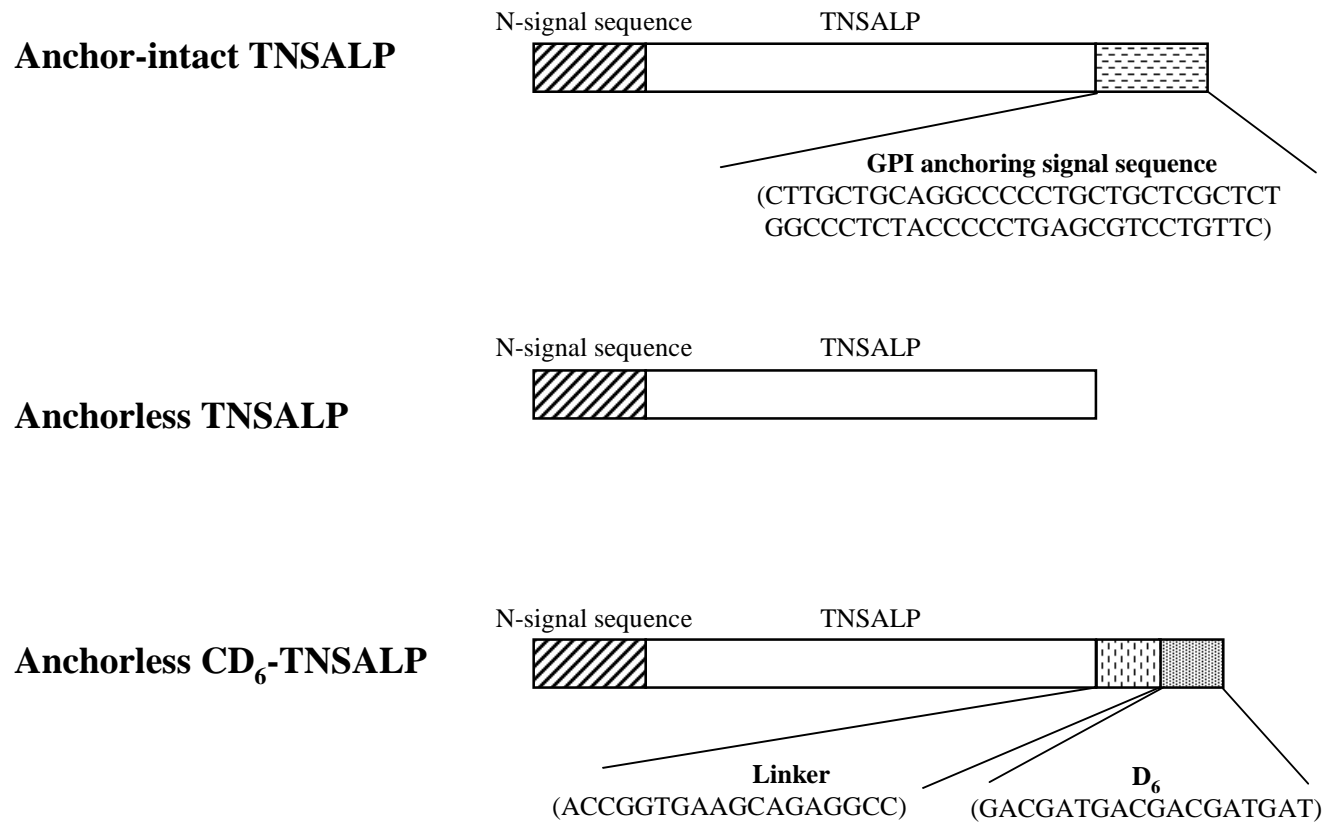 N-signal sequence TNSALP
Anchor-intact TNSALP
GPI anchoring signal sequence
(CTTGCTGCAGGCCCCCTGCTGCTCGCTCT
GGCCCTCTACCCCCTGAGCGTCCTGTTC)
N-signal sequence TNSALP
Anchorless TNSALP
N-signal sequence TNSALP
Anchorless CD₆-TNSALP
Linker D₆
(ACCGGTGAAGCAGAGGCC) (GACGATGACGACGATGAT)